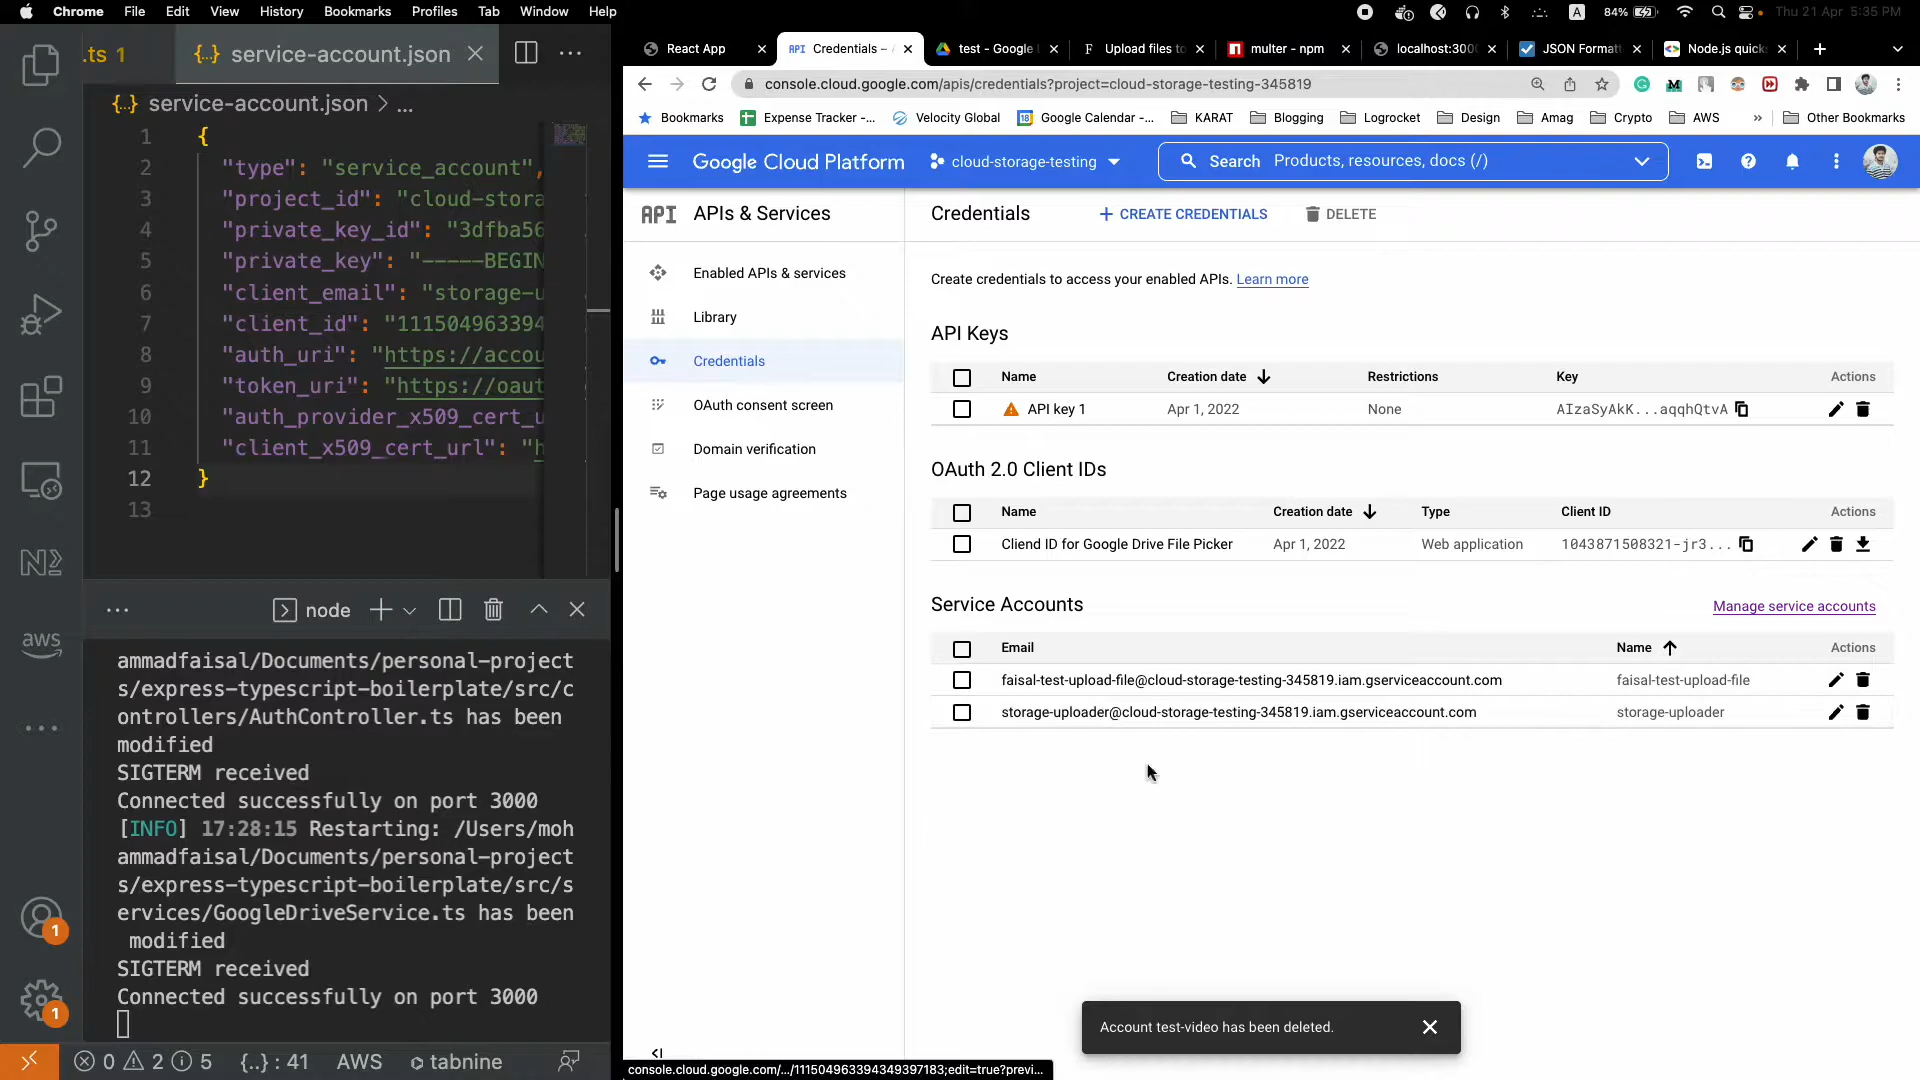 Chrome File Edit View History Bookmarks Profiles Tab Window Help
A 84% Thu 21 Apr 5:35 PM
.ts 1 {..} service-account.json
{..} service-account.json > ...
1 {
2 "type": "service_account",
3 "project_id": "cloud-stora
4 "private_key_id": "3dfba56
5 "private_key": "-----BEGIN
6 "client_email": "storage-u
7 "client_id": "111504963394
8 "auth_uri": "https://accou
9 "token_uri": "https://oaut
10 "auth_provider_x509_cert_u
11 "client_x509_cert_url": "h
12 }
13
aws
... node
ammadfaisal/Documents/personal-project
s/express-typescript-boilerplate/src/c
ontrollers/AuthController.ts has been
modified
SIGTERM received
Connected successfully on port 3000
[INFO] 17:28:15 Restarting: /Users/moh
ammadfaisal/Documents/personal-project
s/express-typescript-boilerplate/src/s
ervices/GoogleDriveService.ts has been
modified
SIGTERM received
Connected successfully on port 3000
1
1
0 2 5 {..} : 41 AWS tabnine
React App API Credentials – test - Google Upload files to multer - npm localhost:300 JSON Formatt Node.js quick
console.cloud.google.com/apis/credentials?project=cloud-storage-testing-345819
Bookmarks Expense Tracker -... Velocity Global Google Calendar -... KARAT Blogging Logrocket Design Amag Crypto AWS » Other Bookmarks
Google Cloud Platform cloud-storage-testing Search Products, resources, docs (/)
API APIs & Services
Enabled APIs & services
Library
Credentials
OAuth consent screen
Domain verification
Page usage agreements
Credentials + CREATE CREDENTIALS DELETE
Create credentials to access your enabled APIs. Learn more
API Keys
Name Creation date Restrictions Key Actions
API key 1 Apr 1, 2022 None AIzaSyAkK...aqqhQtvA
OAuth 2.0 Client IDs
Name Creation date Type Client ID Actions
Cliend ID for Google Drive File Picker Apr 1, 2022 Web application 1043871508321-jr3...
Service Accounts Manage service accounts
Email Name Actions
faisal-test-upload-file@cloud-storage-testing-345819.iam.gserviceaccount.com faisal-test-upload-file
storage-uploader@cloud-storage-testing-345819.iam.gserviceaccount.com storage-uploader
Account test-video has been deleted.
console.cloud.google.com/.../111504963394349397183;edit=true?previ...